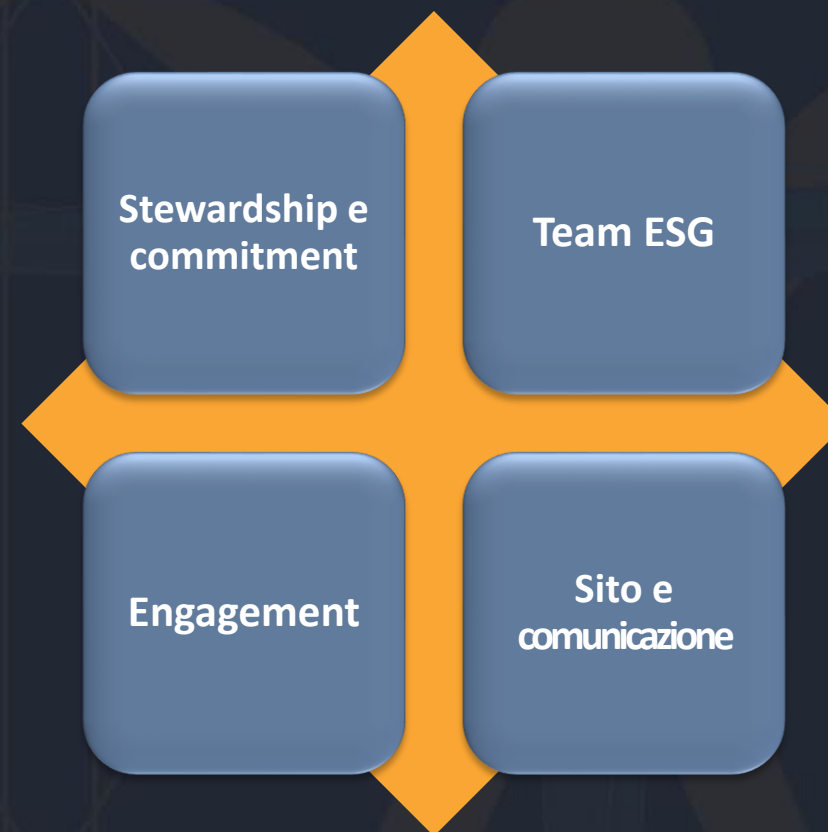 Stewardship e
commitment
Team ESG
Engagement
Sito e
comunicazione